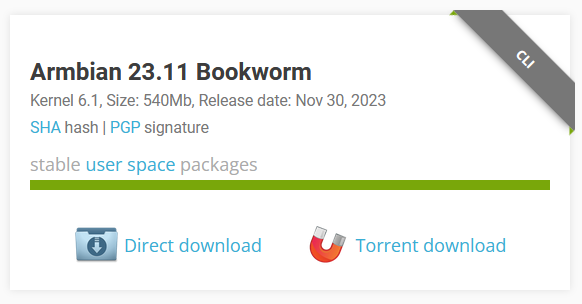 CLI
Armbian 23.11 Bookworm
Kernel 6.1, Size: 540Mb, Release date: Nov 30, 2023
SHA hash | PGP signature
stable user space packages
Direct download
Torrent download